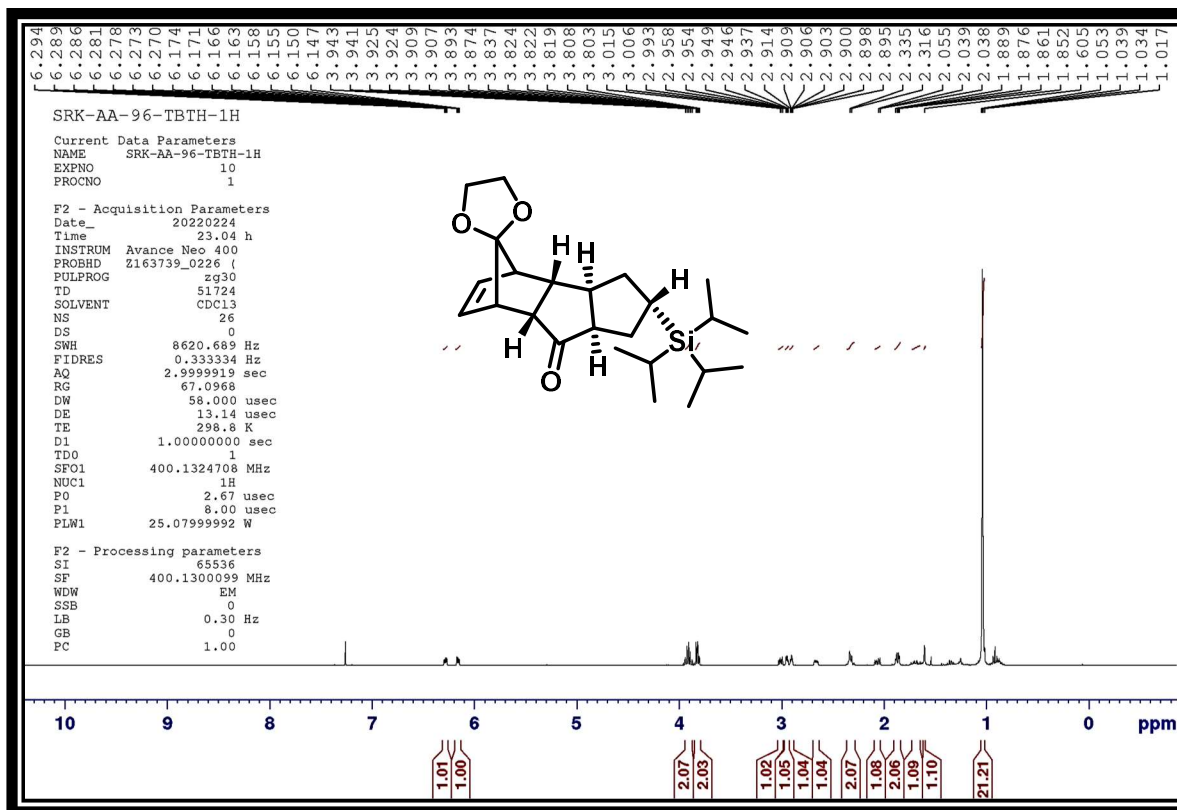 6.294 6.289 6.286 6.281 6.278 6.273 6.270 6.174 6.171 6.166 6.163 6.158 6.155 6.150 6.147 3.943 3.941 3.925 3.924 3.909 3.907 3.893 3.874 3.837 3.824 3.822 3.819 3.808 3.803 3.015 3.006 2.993 2.958 2.954 2.949 2.946 2.937 2.914 2.909 2.906 2.903 2.900 2.898 2.895 2.335 2.316 2.055 2.039 2.038 1.889 1.876 1.861 1.852 1.605 1.053 1.039 1.034 1.017
SRK-AA-96-TBTH-1H
Current Data Parameters
NAME SRK-AA-96-TBTH-1H
EXPNO 10
PROCNO 1
F2 - Acquisition Parameters
Date_ 20220224
Time 23.04 h
INSTRUM Avance Neo 400
PROBHD Z163739_0226 (
PULPROG zg30
TD 51724
SOLVENT CDCl3
NS 26
DS 0
SWH 8620.689 Hz
FIDRES 0.333334 Hz
AQ 2.9999919 sec
RG 67.0968
DW 58.000 usec
DE 13.14 usec
TE 298.8 K
D1 1.00000000 sec
TD0 1
SFO1 400.1324708 MHz
NUC1 1H
P0 2.67 usec
P1 8.00 usec
PLW1 25.07999992 W
F2 - Processing parameters
SI 65536
SF 400.1300099 MHz
WDW EM
SSB 0
LB 0.30 Hz
GB 0
PC 1.00
O O
H H
H
Si
H
H
O
10 9 8 7 6 5 4 3 2 1 0 ppm
1.01 1.00 2.07 2.03 1.02 1.05 1.04 1.04 2.07 1.08 2.06 1.09 1.10 21.21